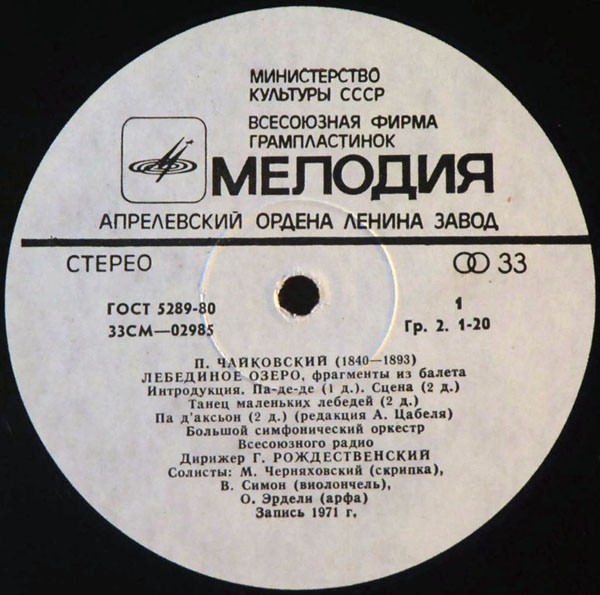 МИНИСТЕРСТВО
КУЛЬТУРЫ СССР
ВСЕСОЮЗНАЯ ФИРМА
ГРАМПЛАСТИНОК
МЕЛОДИЯ
АПРЕЛЕВСКИЙ ОРДЕНА ЛЕНИНА ЗАВОД
СТЕРЕО
33
ГОСТ 5289-80
1
33СМ—02985
Гр. 2. 1-20
П. ЧАЙКОВСКИЙ (1840—1893)
ЛЕБЕДИНОЕ ОЗЕРО, фрагменты из балета
Интродукция. Па-де-де (1 д.). Сцена (2 д.)
Танец маленьких лебедей (2 д.)
Па д'аксьон (2 д.) (редакция А. Цабеля)
Большой симфонический оркестр
Всесоюзного радио
Дирижер Г. РОЖДЕСТВЕНСКИЙ
Солисты: М. Черняховский (скрипка),
В. Симон (виолончель),
О. Эрдели (арфа)
Запись 1971 г.